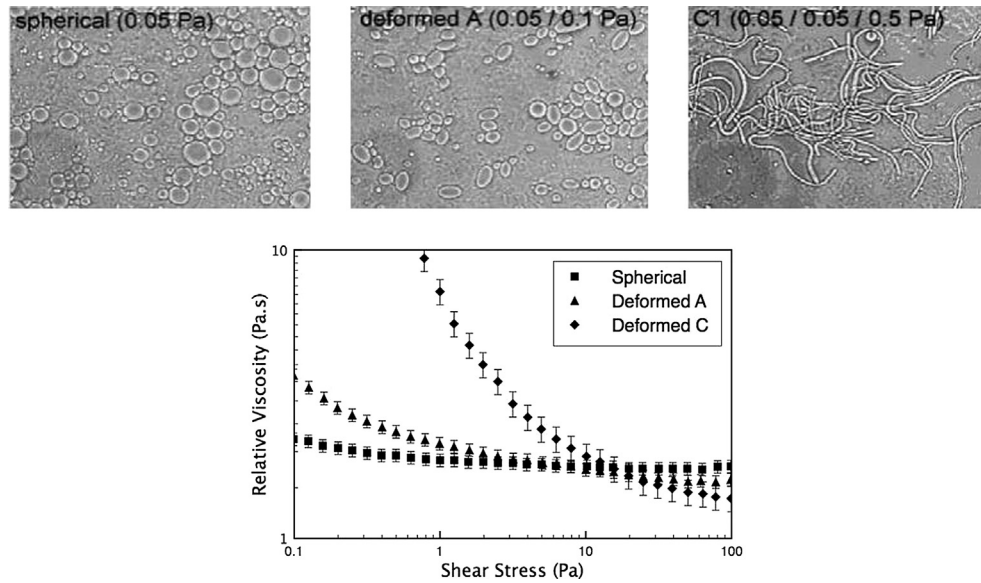 spherical (0.05 Pa)
deformed A (0.05 / 0.1 Pa)
C1 (0.05 / 0.05 / 0.5 Pa)
10
Spherical
Deformed A
Deformed C
Relative Viscosity (Pa.s)
1
0.1 1 10 100
Shear Stress (Pa)